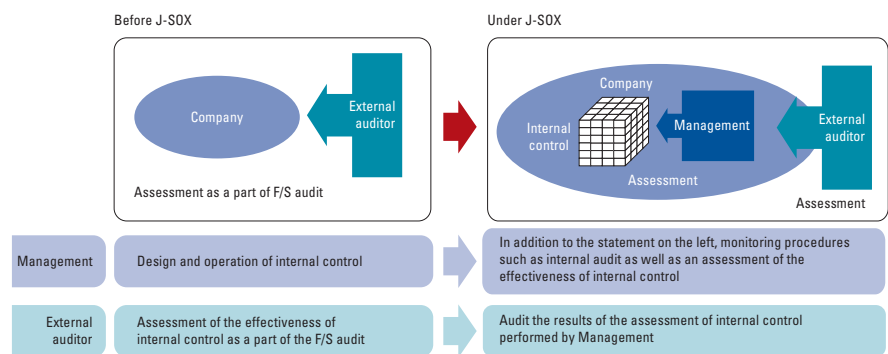 Before J-SOX
Under J-SOX
Company
External
auditor
Assessment as a part of F/S audit
Company
Internal
control
Management
External
auditor
Assessment
Assessment
Management
Design and operation of internal control
In addition to the statement on the left, monitoring procedures
such as internal audit as well as an assessment of the
effectiveness of internal control
External
auditor
Assessment of the effectiveness
of internal control as a part of the F/S audit
Audit the results of the assessment of internal control
performed by Management